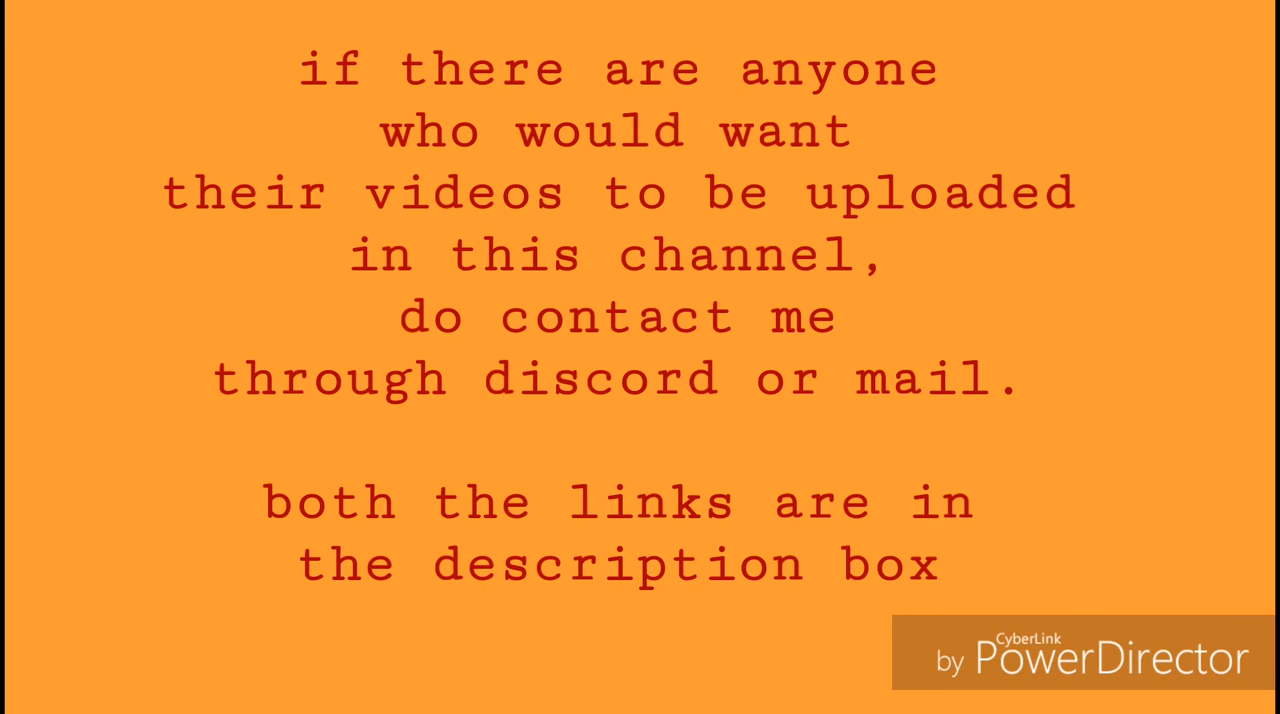 if there are anyone
who would want
their videos to be uploaded
in this channel,
do contact me
through discord or mail.
both the links are in
the description box
by CyberLink PowerDirector